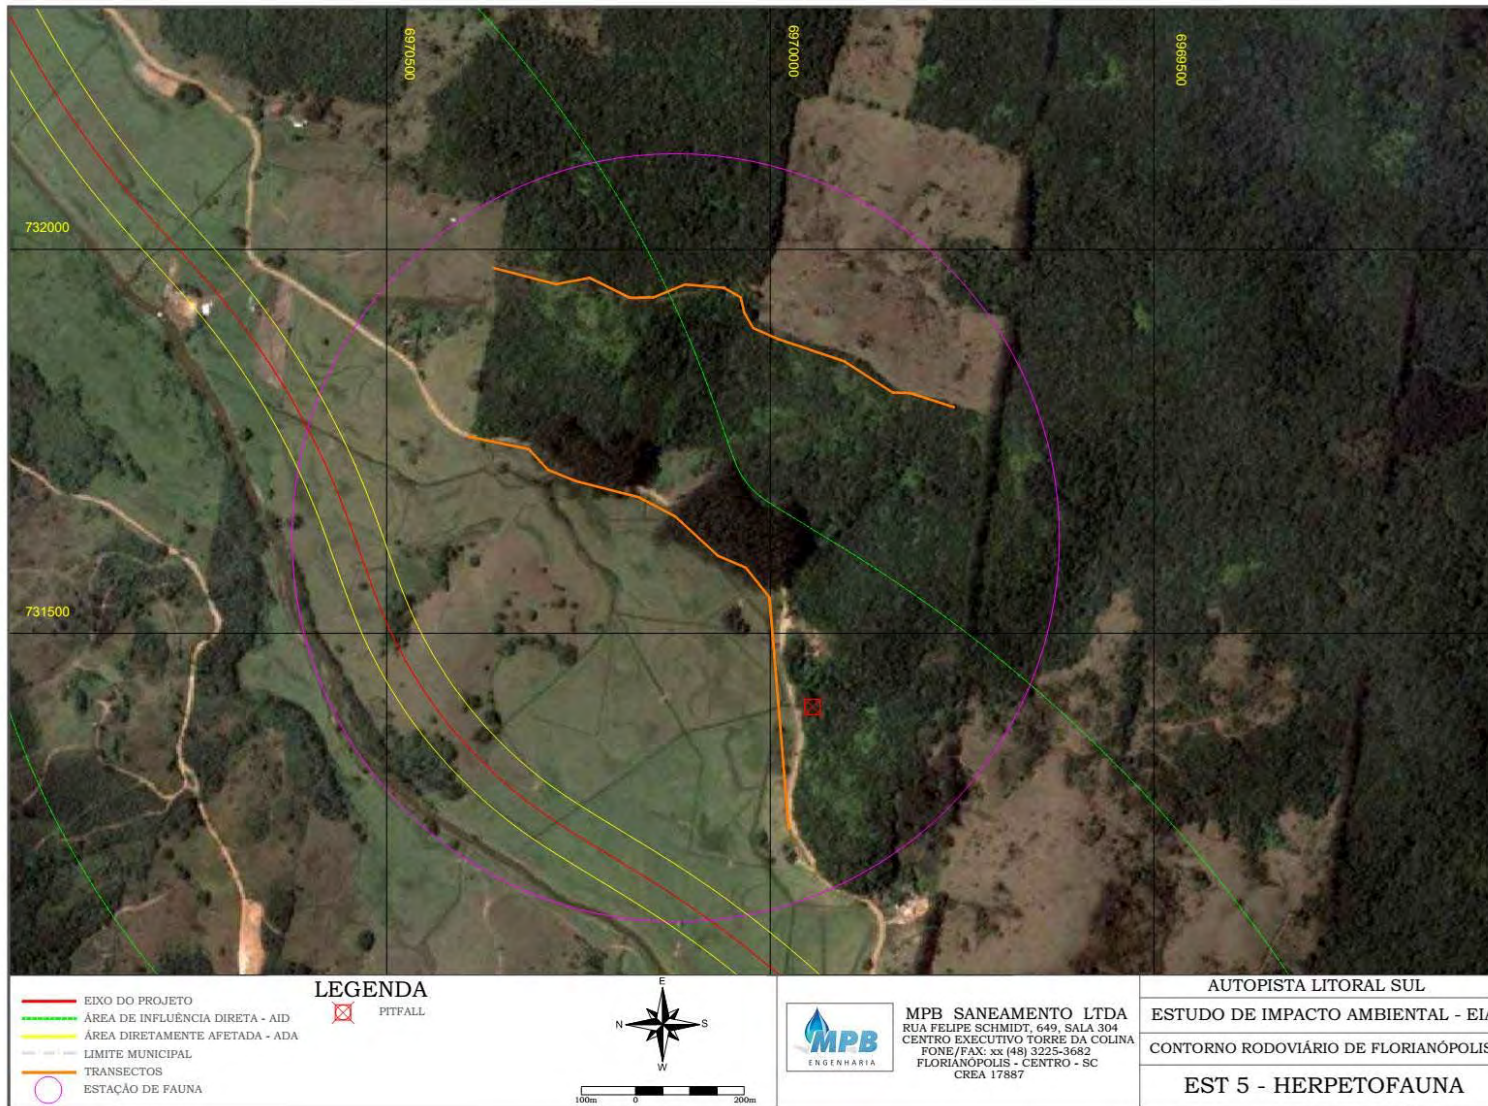 6970500
6970000
6969500
732000
731500
LEGENDA
EIXO DO PROJETO
ÁREA DE INFLUÊNCIA DIRETA - AID
ÁREA DIRETAMENTE AFETADA - ADA
LIMITE MUNICIPAL
TRANSECTOS
ESTAÇÃO DE FAUNA
PITFALL
E
N
S
W
100m 0 200m
MPB
ENGENHARIA
MPB SANEAMENTO LTDA
RUA FELIPE SCHMIDT, 649, SALA 304
CENTRO EXECUTIVO TORRE DA COLINA
FONE/FAX: xx (48) 3225-3682
FLORIANÓPOLIS - CENTRO - SC
CREA 17887
AUTOPISTA LITORAL SUL
ESTUDO DE IMPACTO AMBIENTAL - EIA
CONTORNO RODOVIÁRIO DE FLORIANÓPOLIS
EST 5 - HERPETOFAUNA